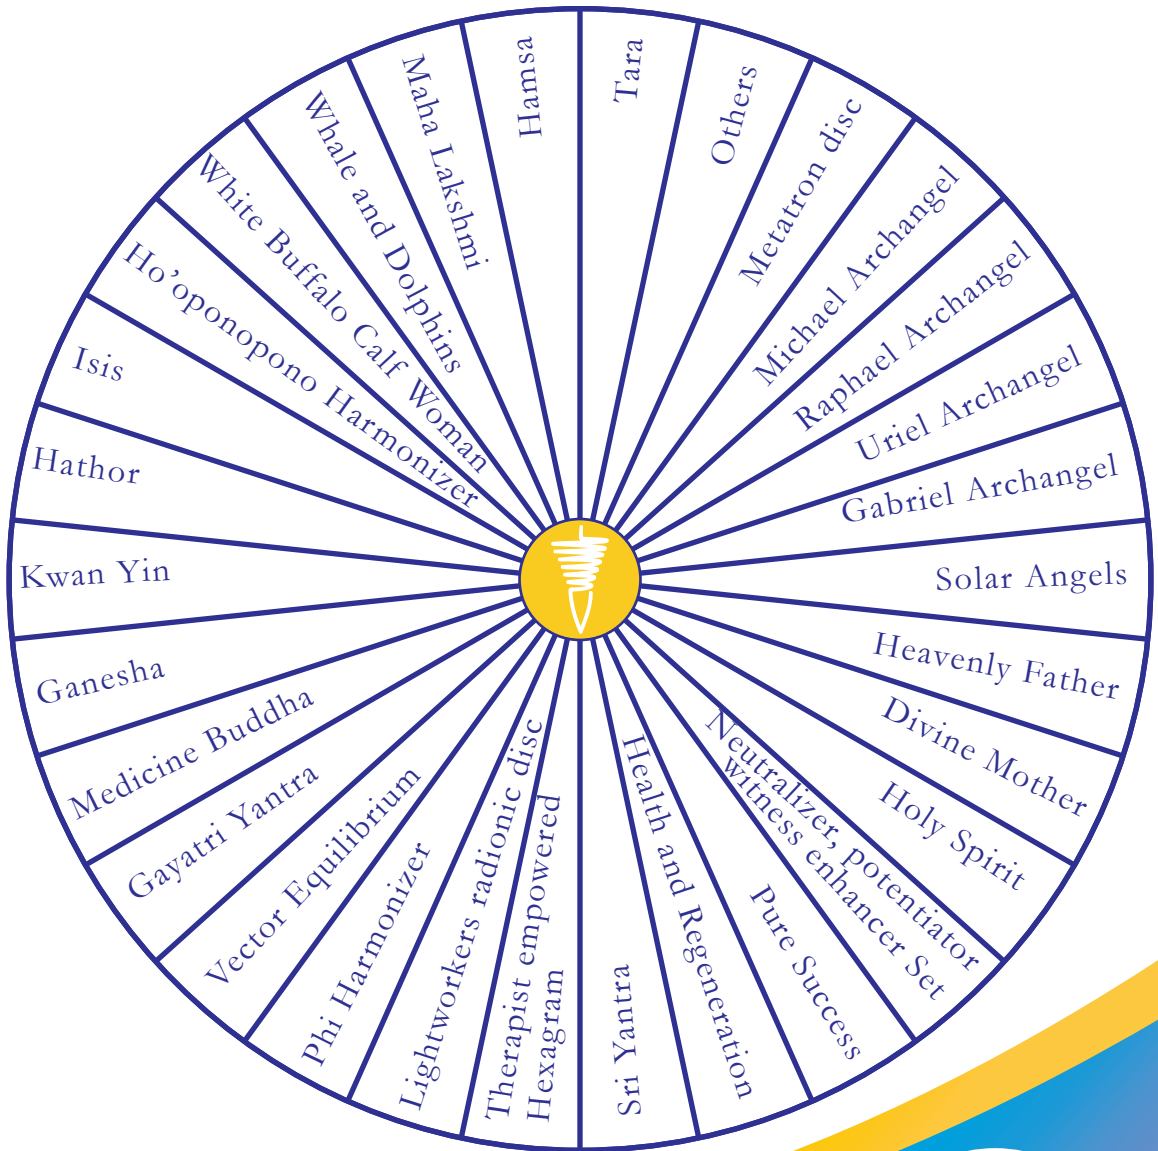 Tara
Others
Metatron disc
Michael Archangel
Raphael Archangel
Uriel Archangel
Gabriel Archangel
Solar Angels
Heavenly Father
Divine Mother
Holy Spirit
Neutralizer, potentiator
witness enhancer Set
Pure Success
Health and Regeneration
Sri Yantra
Therapist empowered
Hexagram
Lightworkers radionic disc
Phi Harmonizer
Vector Equilibrium
Gayatri Yantra
Medicine Buddha
Ganesha
Kwan Yin
Hathor
Isis
Ho’oponopono Harmonizer
White Buffalo Calf Woman
Whale and Dolphins
Maha Lakshmi
Hamsa